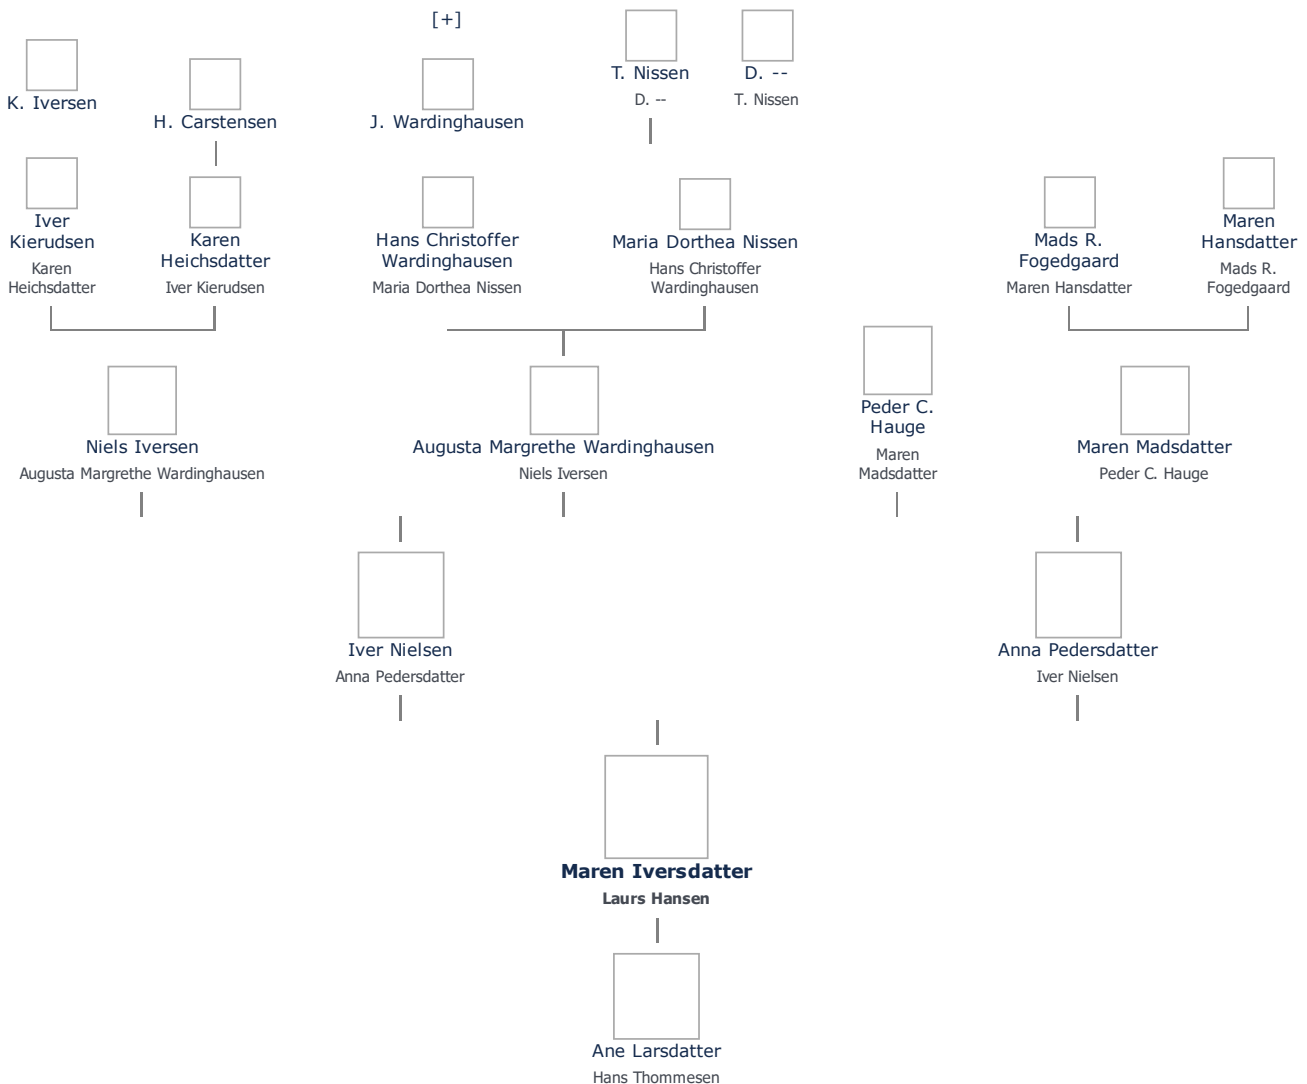 [+]
T. Nissen
D. --
D. --
T. Nissen
K. Iversen
H. Carstensen
J. Wardinghausen
Iver
Kierudsen
Karen
Heichsdatter
Karen
Heichsdatter
Iver Kierudsen
Hans Christoffer
Wardinghausen
Maria Dorthea Nissen
Maria Dorthea Nissen
Hans Christoffer
Wardinghausen
Mads R.
Fogedgaard
Maren Hansdatter
Maren
Hansdatter
Mads R.
Fogedgaard
Niels Iversen
Augusta Margrethe Wardinghausen
Augusta Margrethe Wardinghausen
Niels Iversen
Peder C.
Hauge
Maren
Madsdatter
Maren Madsdatter
Peder C. Hauge
Iver Nielsen
Anna Pedersdatter
Anna Pedersdatter
Iver Nielsen
Maren Iversdatter
Laurs Hansen
Ane Larsdatter
Hans Thommesen